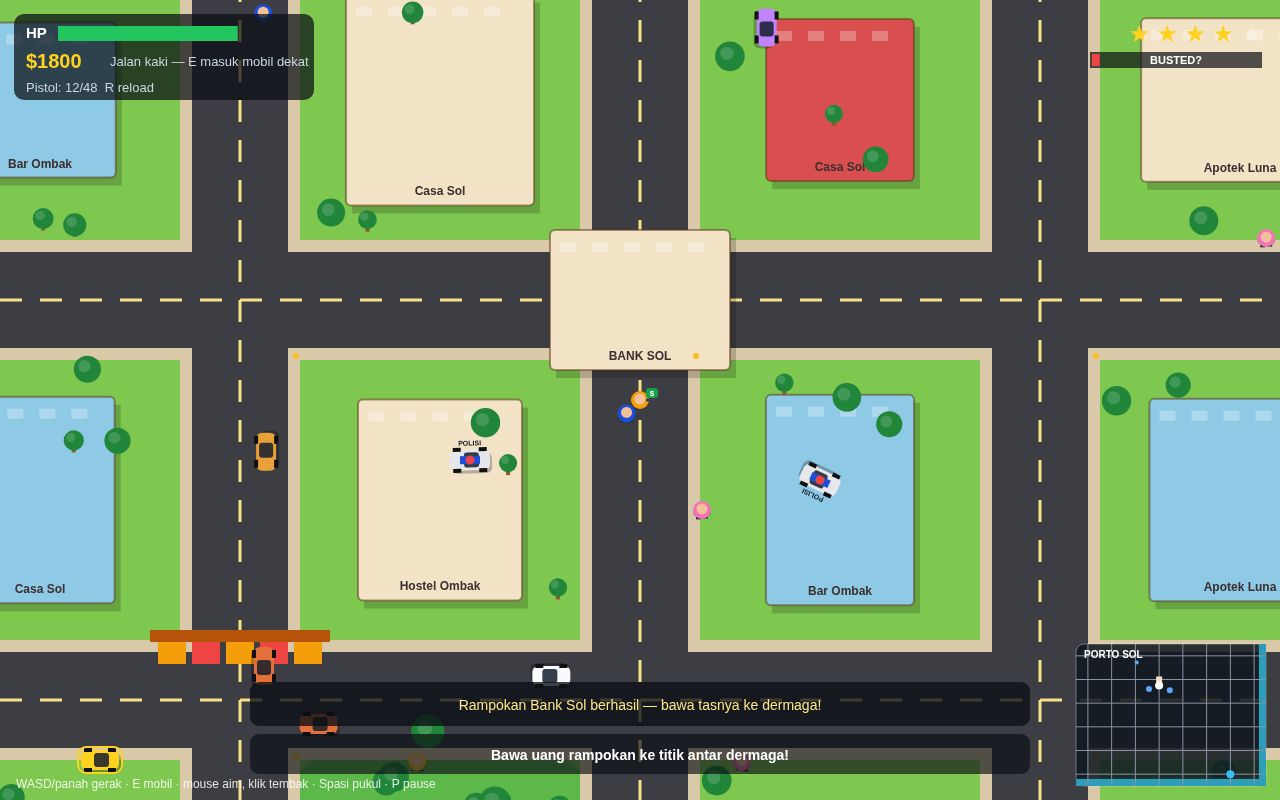 HP
$1800
Jalan kaki — E masuk mobil dekat
Pistol: 12/48 R reload
BUSTED?
Bar Ombak
Casa Sol
Casa Sol
Apotek Luna
BANK SOL
$
POLISI
POLISI
Casa Sol
Hostel Ombak
Bar Ombak
Apotek Luna
PORTO SOL
Rampokan Bank Sol berhasil — bawa tasnya ke dermaga!
Bawa uang rampokan ke titik antar dermaga!
WASD/panah gerak · E mobil · mouse aim, klik tembak · Spasi pukul · P pause